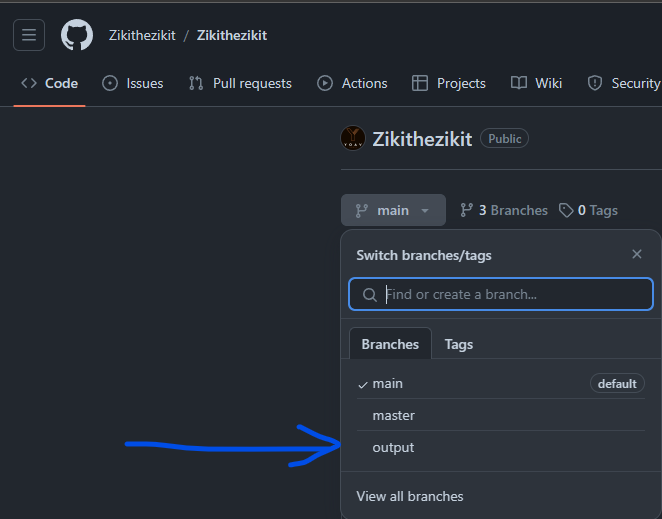 Zikithezikit / Zikithezikit
Code Issues Pull requests Actions Projects Wiki Security
Zikithezikit Public
main 3 Branches 0 Tags
Switch branches/tags
Find or create a branch...
Branches Tags
main default
master
output
View all branches